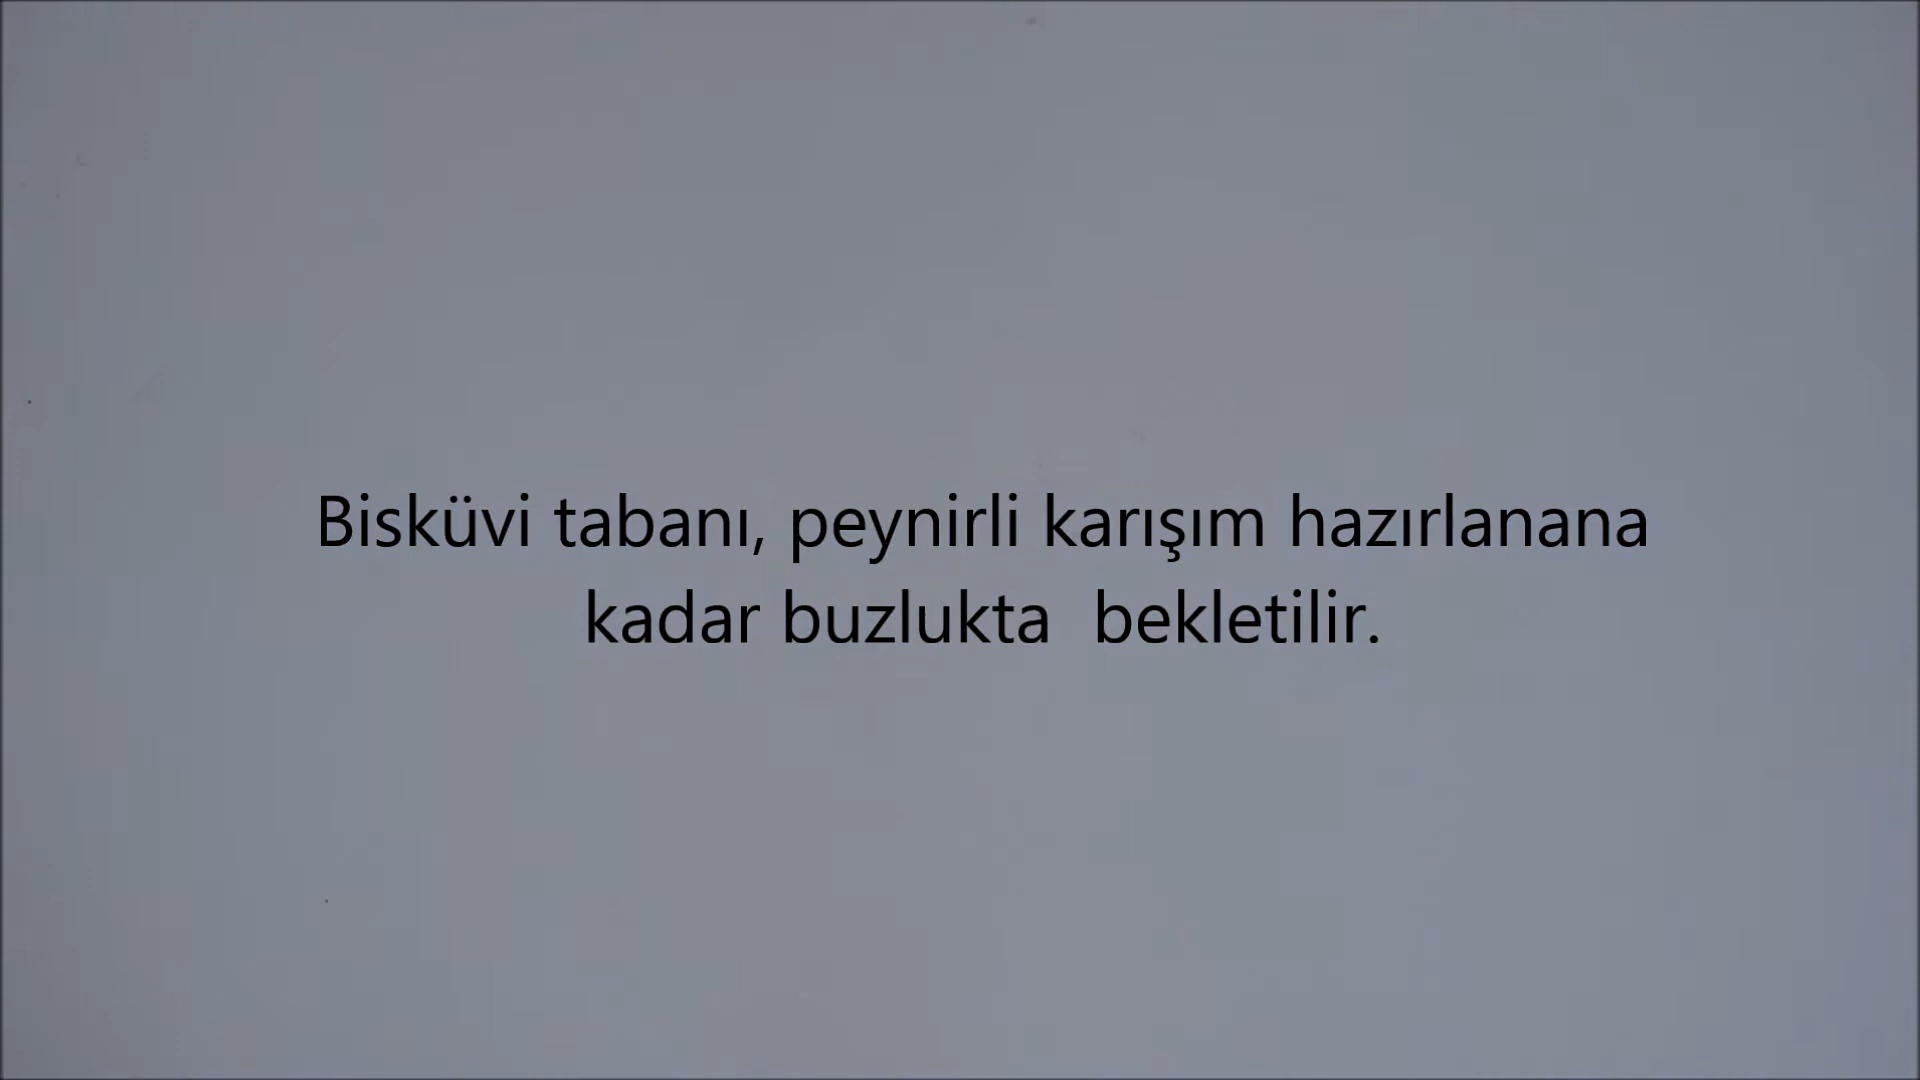 Bisküvi tabanı, peynirli karışım hazırlanana
kadar buzlukta  bekletilir.